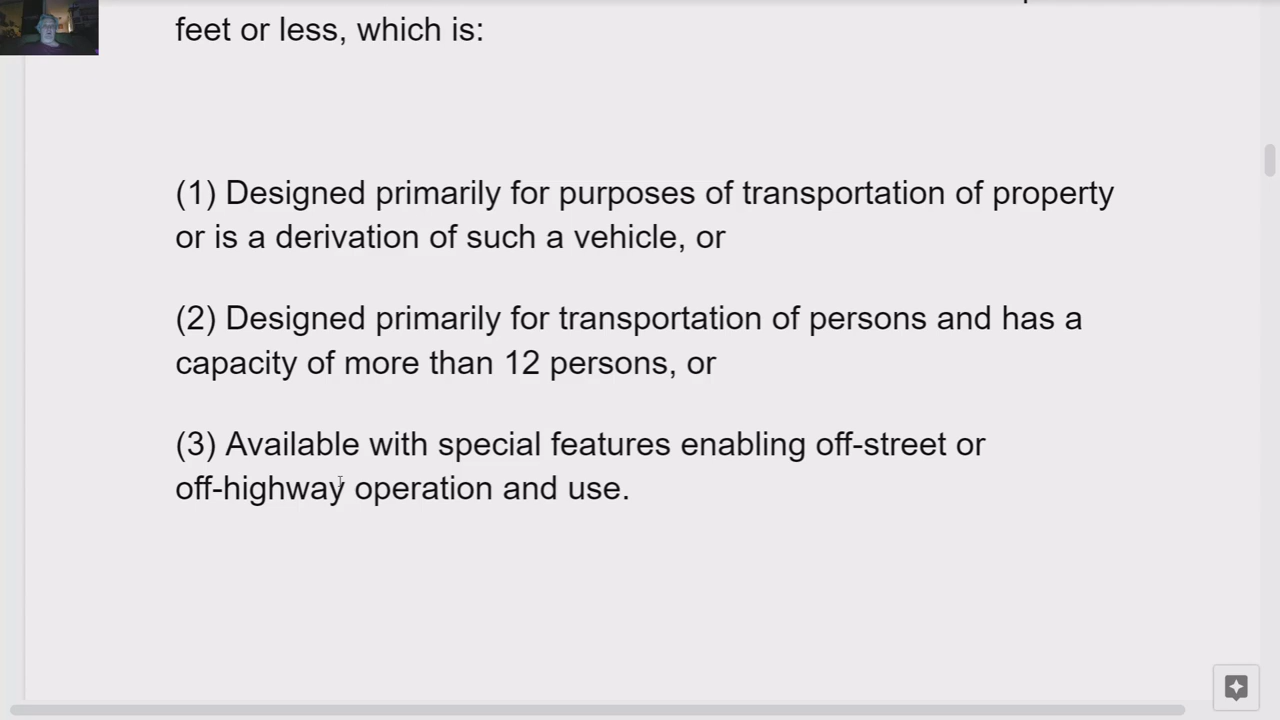 feet or less, which is:
(1) Designed primarily for purposes of transportation of property
or is a derivation of such a vehicle, or
(2) Designed primarily for transportation of persons and has a
capacity of more than 12 persons, or
(3) Available with special features enabling off-street or
off-highway operation and use.